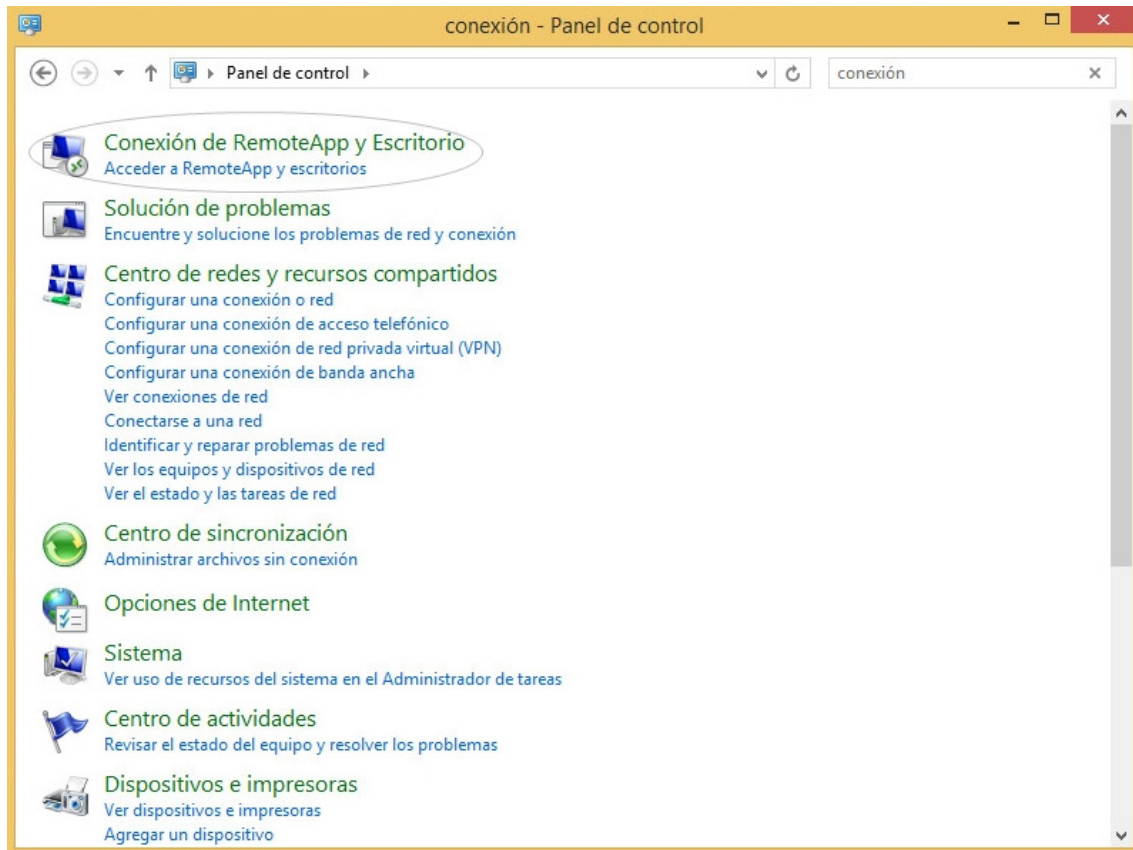 conexión - Panel de control
Panel de control
conexión
Conexión de RemoteApp y Escritorio
Acceder a RemoteApp y escritorios
Solución de problemas
Encuentre y solucione los problemas de red y conexión
Centro de redes y recursos compartidos
Configurar una conexión o red
Configurar una conexión de acceso telefónico
Configurar una conexión de red privada virtual (VPN)
Configurar una conexión de banda ancha
Ver conexiones de red
Conectarse a una red
Identificar y reparar problemas de red
Ver los equipos y dispositivos de red
Ver el estado y las tareas de red
Centro de sincronización
Administrar archivos sin conexión
Opciones de Internet
Sistema
Ver uso de recursos del sistema en el Administrador de tareas
Centro de actividades
Revisar el estado del equipo y resolver los problemas
Dispositivos e impresoras
Ver dispositivos e impresoras
Agregar un dispositivo